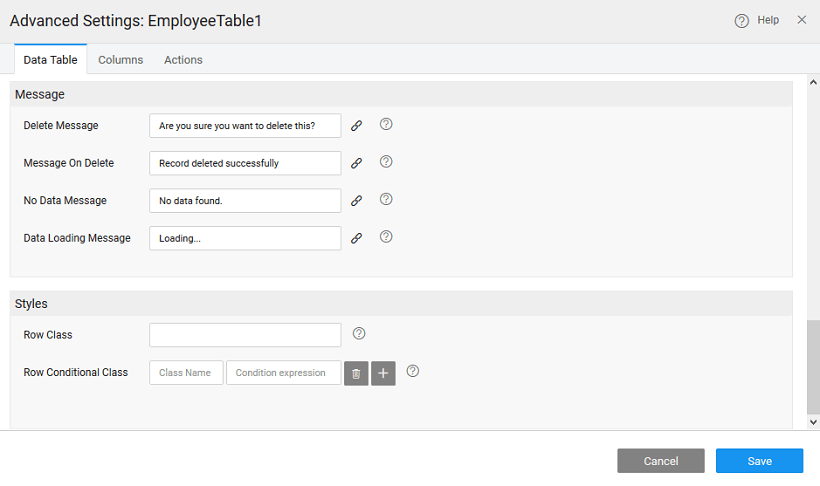 Advanced Settings: EmployeeTable1
Help
Data Table Columns Actions
Message
Delete Message Are you sure you want to delete this?
Message On Delete Record deleted successfully
No Data Message No data found.
Data Loading Message Loading...
Styles
Row Class
Row Conditional Class Class Name Condition expression
Cancel Save